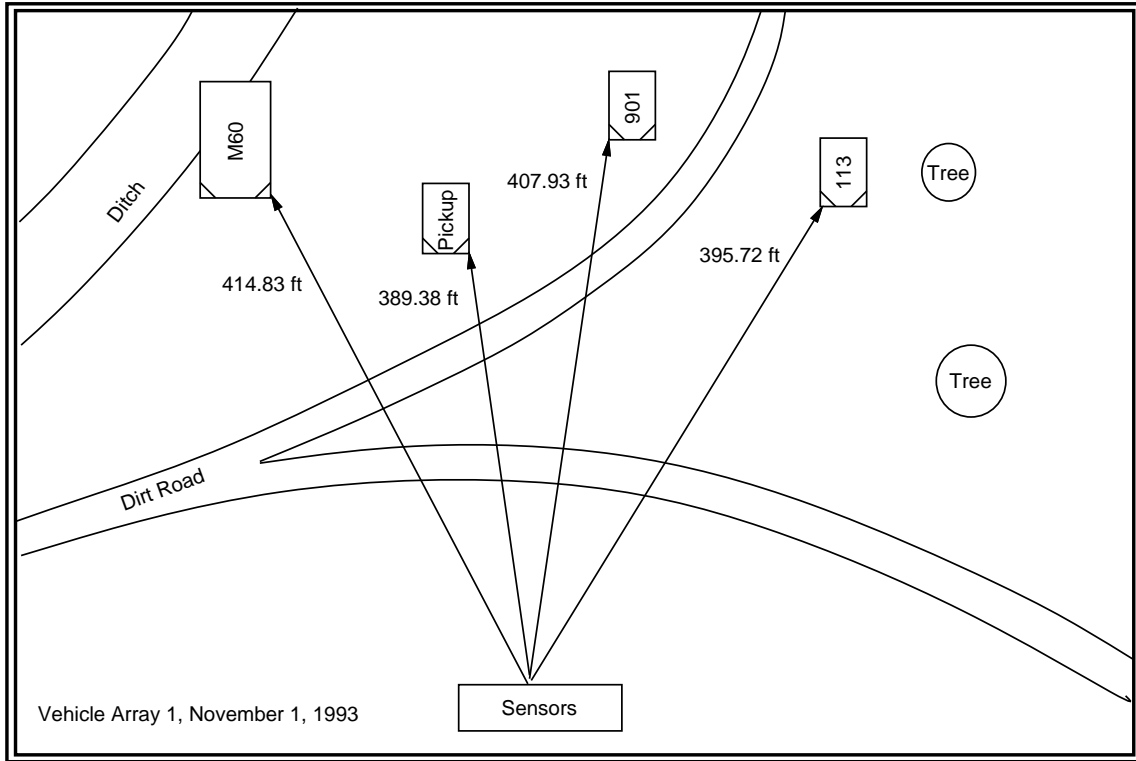 M60
901
113
Tree
Pickup
Ditch
407.93 ft
395.72 ft
414.83 ft
389.38 ft
Tree
Dirt Road
Sensors
Vehicle Array 1, November 1, 1993